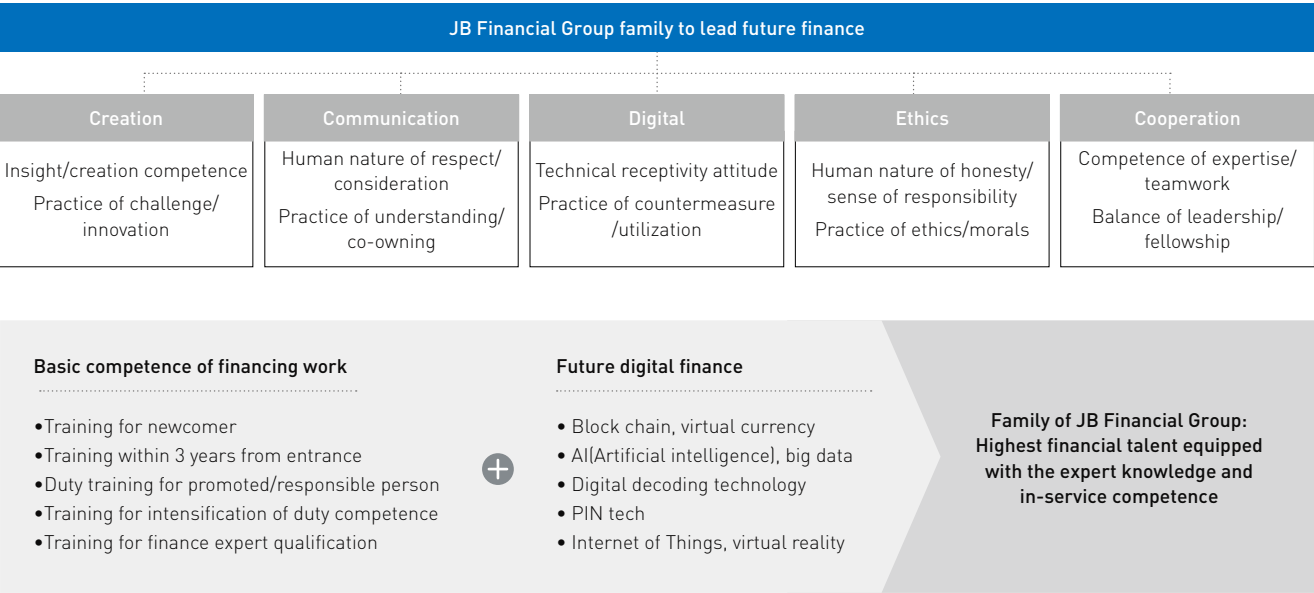 JB Financial Group family to lead future finance
Creation
Insight/creation competence
Practice of challenge/
innovation
Communication
Human nature of respect/
consideration
Practice of understanding/
co-owning
Digital
Technical receptivity attitude
Practice of countermeasure
/utilization
Ethics
Human nature of honesty/
sense of responsibility
Practice of ethics/morals
Cooperation
Competence of expertise/
teamwork
Balance of leadership/
fellowship
Basic competence of financing work
•Training for newcomer
•Training within 3 years from entrance
•Duty training for promoted/responsible person
•Training for intensification of duty competence
•Training for finance expert qualification
+
Future digital finance
• Block chain, virtual currency
• AI(Artificial intelligence), big data
• Digital decoding technology
• PIN tech
• Internet of Things, virtual reality
Family of JB Financial Group:
Highest financial talent equipped
with the expert knowledge and
in-service competence